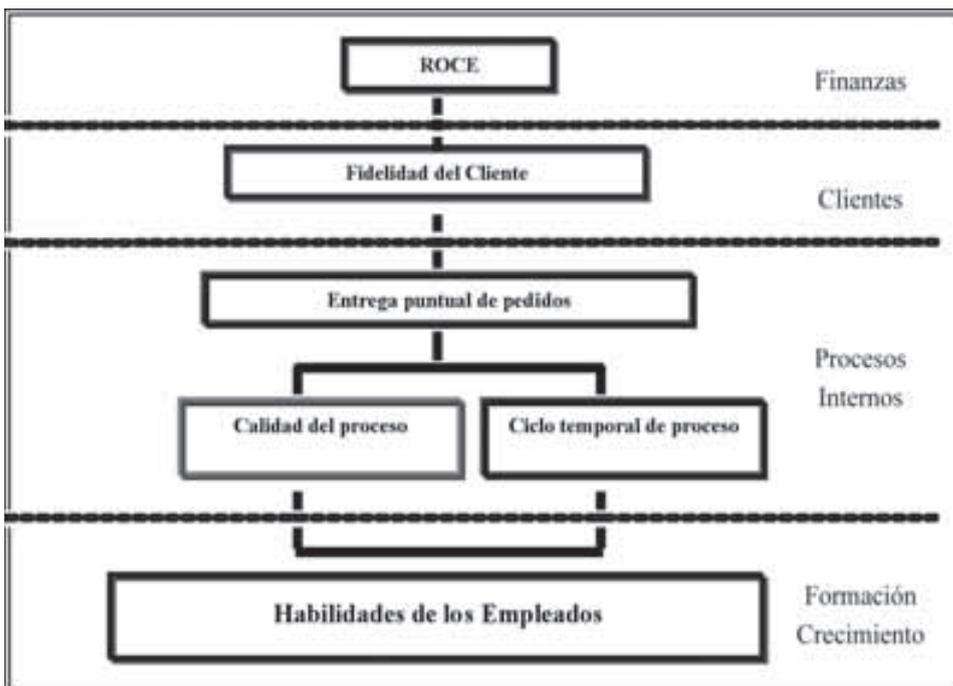 ROCE
Finanzas
Fidelidad del Cliente
Clientes
Entrega puntual de pedidos
Procesos
Internos
Calidad del proceso
Ciclo temporal de proceso
Habilidades de los Empleados
Formación
Crecimiento